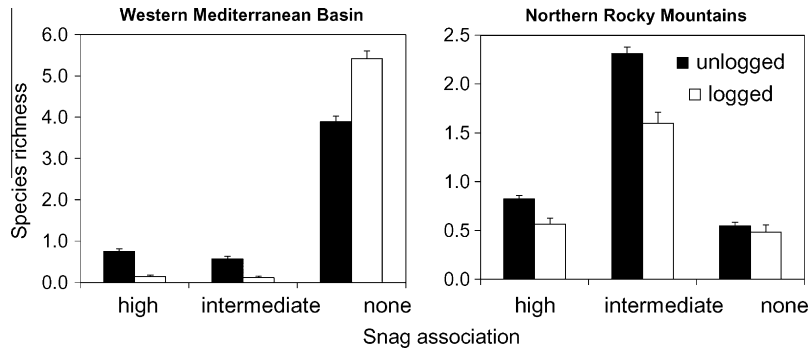 Western Mediterranean Basin
Northern Rocky Mountains
Species richness
6.0
5.0
4.0
3.0
2.0
1.0
0.0
high intermediate none
2.5
2.0
1.5
1.0
0.5
0.0
unlogged
logged
high intermediate none
Snag association